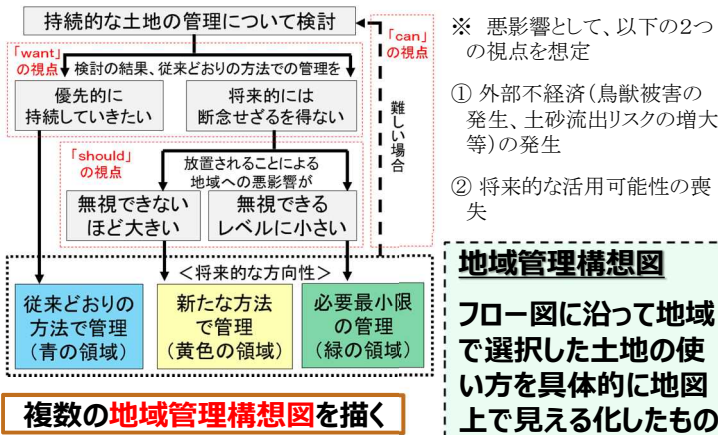 持続的な土地の管理について検討
「want」
の視点
検討の結果、従来どおりの方法での管理を
優先的に
持続していきたい
将来的には
断念せざるを得ない
「can」
の視点
難しい場合
「should」
の視点
放置されることによる
地域への悪影響が
無視できない
ほど大きい
無視できる
レベルに小さい
＜将来的な方向性＞
従来どおりの
方法で管理
（青の領域）
新たな方法
で管理
（黄色の領域）
必要最小限
の管理
（緑の領域）
複数の地域管理構想図を描く
※ 悪影響として、以下の2つ
の視点を想定
① 外部不経済（鳥獣被害の
発生、土砂流出リスクの増大
等）の発生
② 将来的な活用可能性の喪
失
地域管理構想図
フロー図に沿って地域
で選択した土地の使
い方を具体的に地図
上で見える化したもの